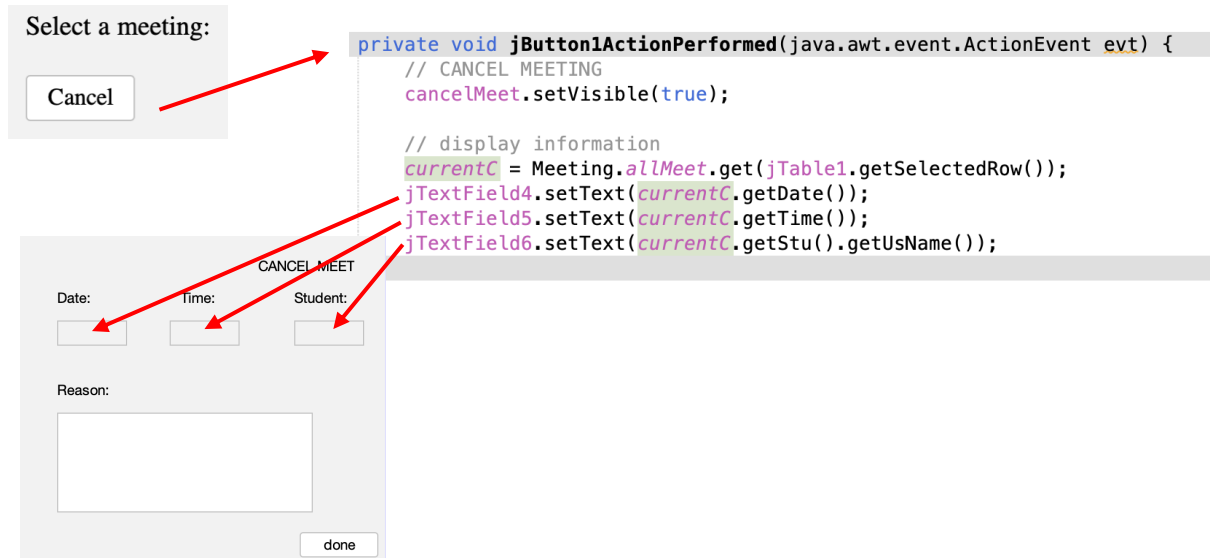 Select a meeting:
Cancel
private void jButton1ActionPerformed(java.awt.event.ActionEvent evt) {
// CANCEL MEETING
cancelMeet.setVisible(true);
// display information
currentC = Meeting.allMeet.get(jTable1.getSelectedRow());
jTextField4.setText(currentC.getDate());
jTextField5.setText(currentC.getTime());
jTextField6.setText(currentC.getStu().getUsName());
CANCEL MEET
Date: Time: Student:
Reason:
done